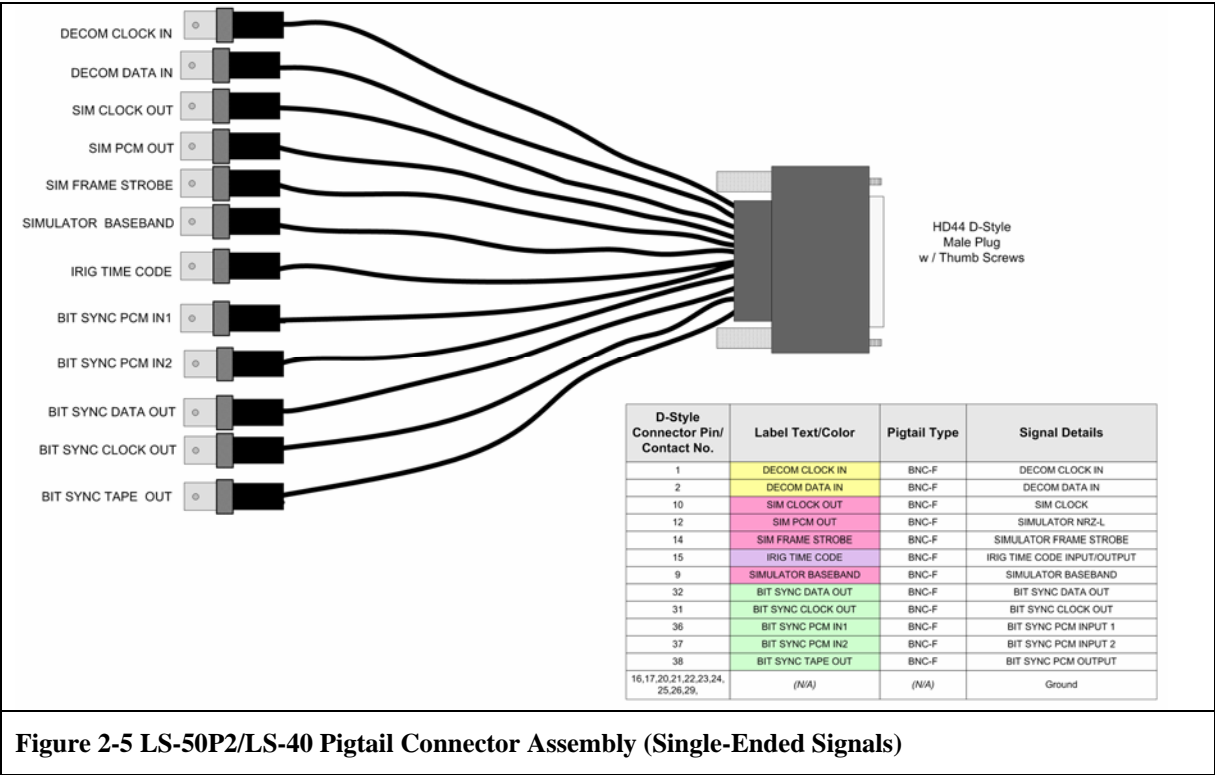 DECOM CLOCK IN
DECOM DATA IN
SIM CLOCK OUT
SIM PCM OUT
SIM FRAME STROBE
SIMULATOR BASEBAND
IRIG TIME CODE
BIT SYNC PCM IN1
BIT SYNC PCM IN2
BIT SYNC DATA OUT
BIT SYNC CLOCK OUT
BIT SYNC TAPE OUT
HD44 D-Style
Male Plug
w / Thumb Screws
D-Style
Connector Pin/
Contact No.
Label Text/Color
Pigtail Type
Signal Details
1 DECOM CLOCK IN BNC-F DECOM CLOCK IN
2 DECOM DATA IN BNC-F DECOM DATA IN
10 SIM CLOCK OUT BNC-F SIM CLOCK
12 SIM PCM OUT BNC-F SIMULATOR NRZ-L
14 SIM FRAME STROBE BNC-F SIMULATOR FRAME STROBE
15 IRIG TIME CODE BNC-F IRIG TIME CODE INPUT/OUTPUT
9 SIMULATOR BASEBAND BNC-F SIMULATOR BASEBAND
32 BIT SYNC DATA OUT BNC-F BIT SYNC DATA OUT
31 BIT SYNC CLOCK OUT BNC-F BIT SYNC CLOCK OUT
36 BIT SYNC PCM IN1 BNC-F BIT SYNC PCM INPUT 1
37 BIT SYNC PCM IN2 BNC-F BIT SYNC PCM INPUT 2
38 BIT SYNC TAPE OUT BNC-F BIT SYNC PCM OUTPUT
16,17,20,21,22,23,24,
25,26,29,
(N/A) (N/A) Ground
Figure 2-5 LS-50P2/LS-40 Pigtail Connector Assembly (Single-Ended Signals)